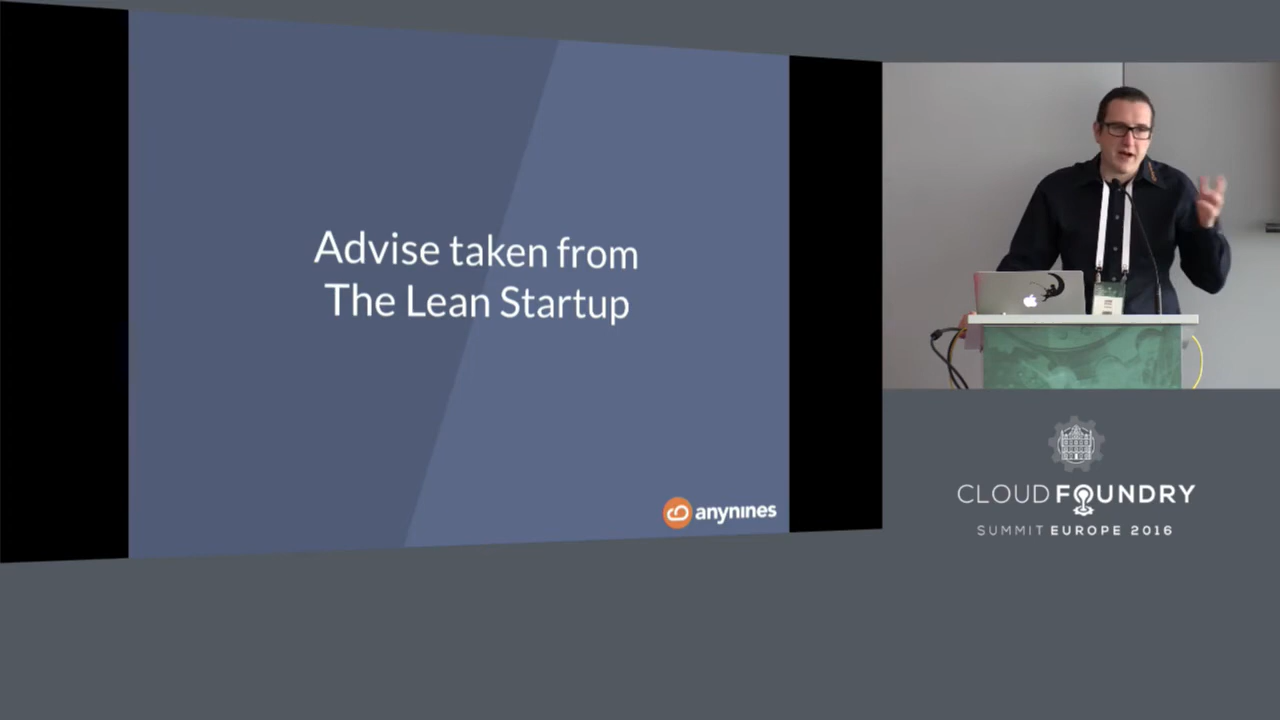 Advise taken from
The Lean Startup
anynines
CLOUD FOUNDRY
SUMMIT EUROPE 2016